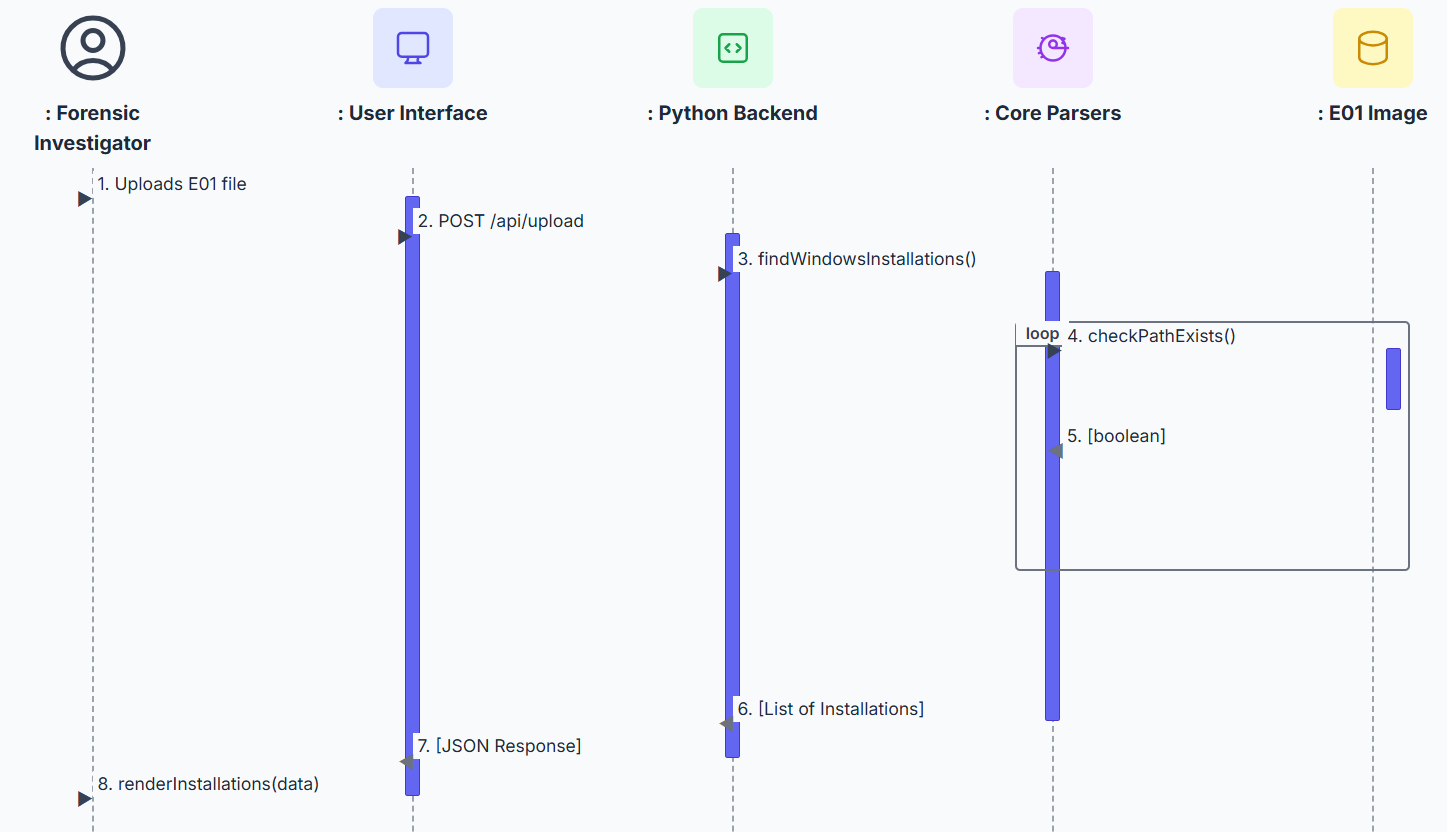 : Forensic
Investigator
: User Interface
: Python Backend
: Core Parsers
: E01 Image
1. Uploads E01 file
2. POST /api/upload
3. findWindowsInstallations()
loop
4. checkPathExists()
5. [boolean]
6. [List of Installations]
7. [JSON Response]
8. renderInstallations(data)